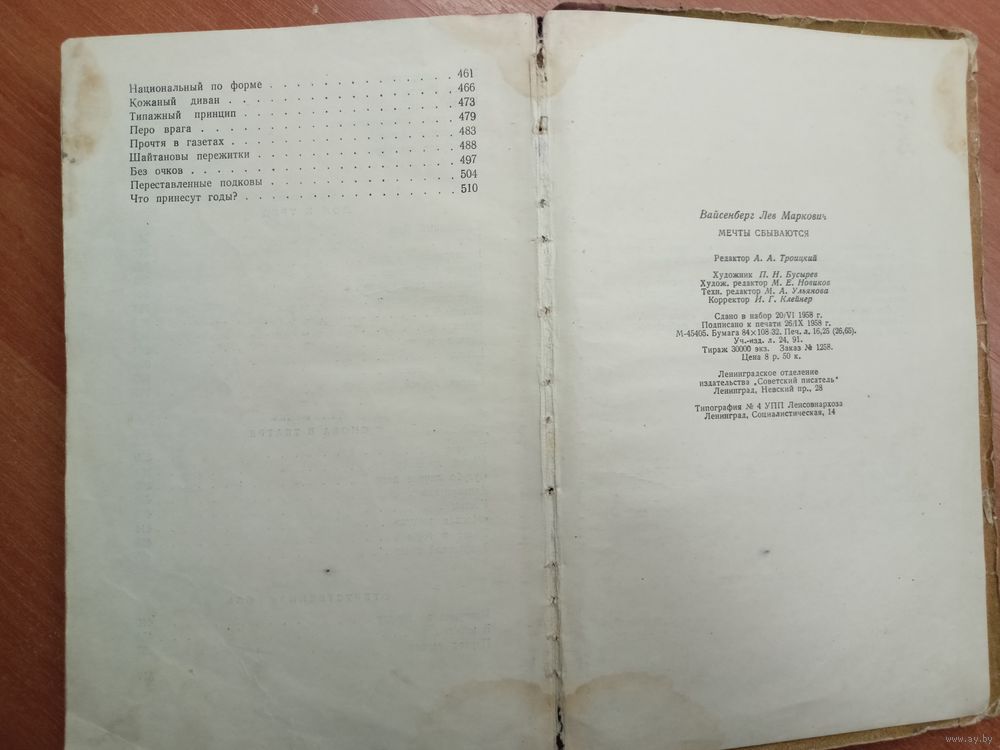 Национальный по форме . . . . . . . . . . . . 461
Кожаный диван . . . . . . . . . . . . . . 466
Типажный принцип . . . . . . . . . . . . . 473
Перо врага . . . . . . . . . . . . . . . 479
Прочтя в газетах . . . . . . . . . . . . . 483
Шайтановы пережитки . . . . . . . . . . . . 488
Без очков . . . . . . . . . . . . . . . 497
Переставленные подковы . . . . . . . . . . . 504
Что принесут годы? . . . . . . . . . . . . 510
Вайсенберг Лев Маркович
МЕЧТЫ СБЫВАЮТСЯ
Редактор А. А. Троицкий
Художник П. Н. Бусырев
Худож. редактор М. Е. Новиков
Техн. редактор М. А. Ульянова
Корректор И. Г. Клейнер
Сдано в набор 20/VI 1958 г.
Подписано к печати 26/IX 1958 г.
М-45405. Бумага 84×108 32. Печ. л. 16,25 (26,65).
Уч.-изд. л. 24, 91.
Тираж 30000 экз. Заказ № 1258.
Цена 8 р. 50 к.
Ленинградское отделение
издательства „Советский писатель“
Ленинград, Невский пр., 28
Типография № 4 УПП Ленсовнархоза
Ленинград, Социалистическая, 14
www.ay.by